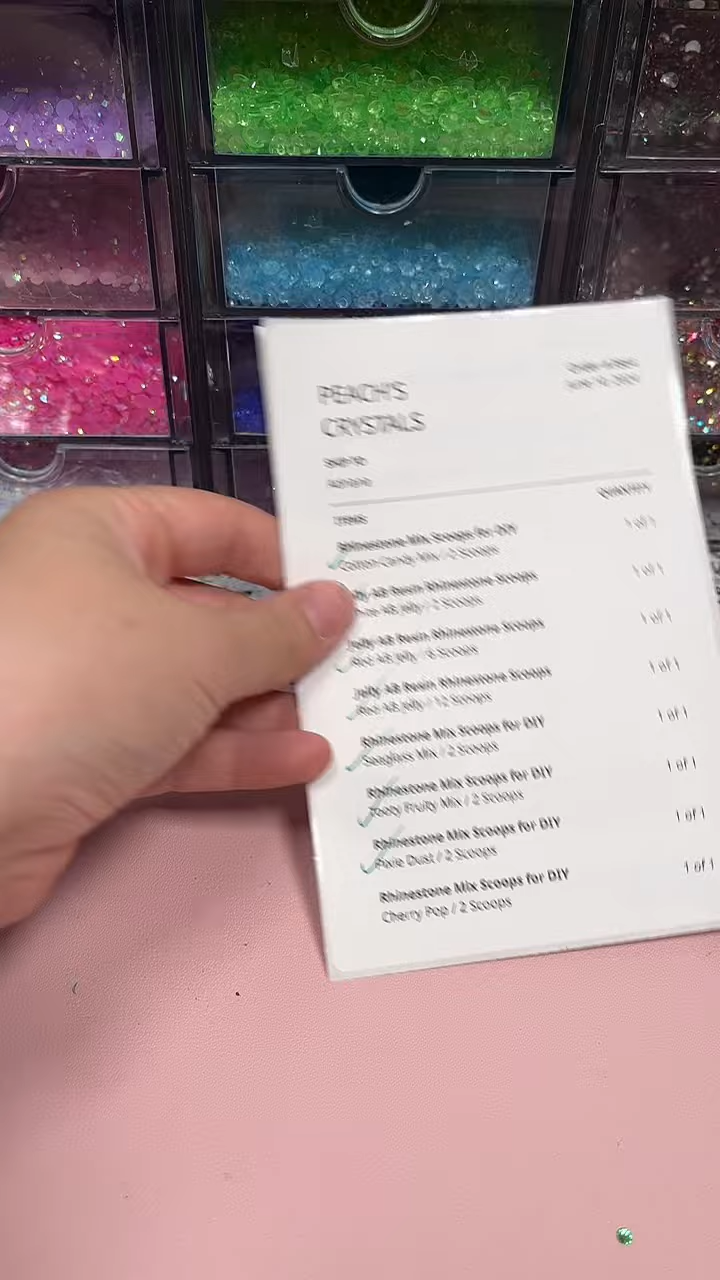 PEACH'S
CRYSTALS
QUANTITY
ITEMS
Rhinestone Mix Scoops for DIY
1 of 1
Cotton Candy Mix / 2 Scoops
AB Resin Rhinestone Scoops
1 of 1
AB Jelly / 2 Scoops
Jelly AB Resin Rhinestone Scoops
1 of 1
AB Jelly / Scoops
Jelly AB Resin Rhinestone Scoops
1 of 1
AB Jelly / 12 Scoops
Rhinestone Mix Scoops for DIY
1 of 1
Seaglass Mix / 2 Scoops
Rhinestone Mix Scoops for DIY
1 of 1
Tooty Fruity Mix / 2 Scoops
Rhinestone Mix Scoops for DIY
1 of 1
Pixie Dust / 2 Scoops
Rhinestone Mix Scoops for DIY
1 of 1
Cherry Pop / 2 Scoops